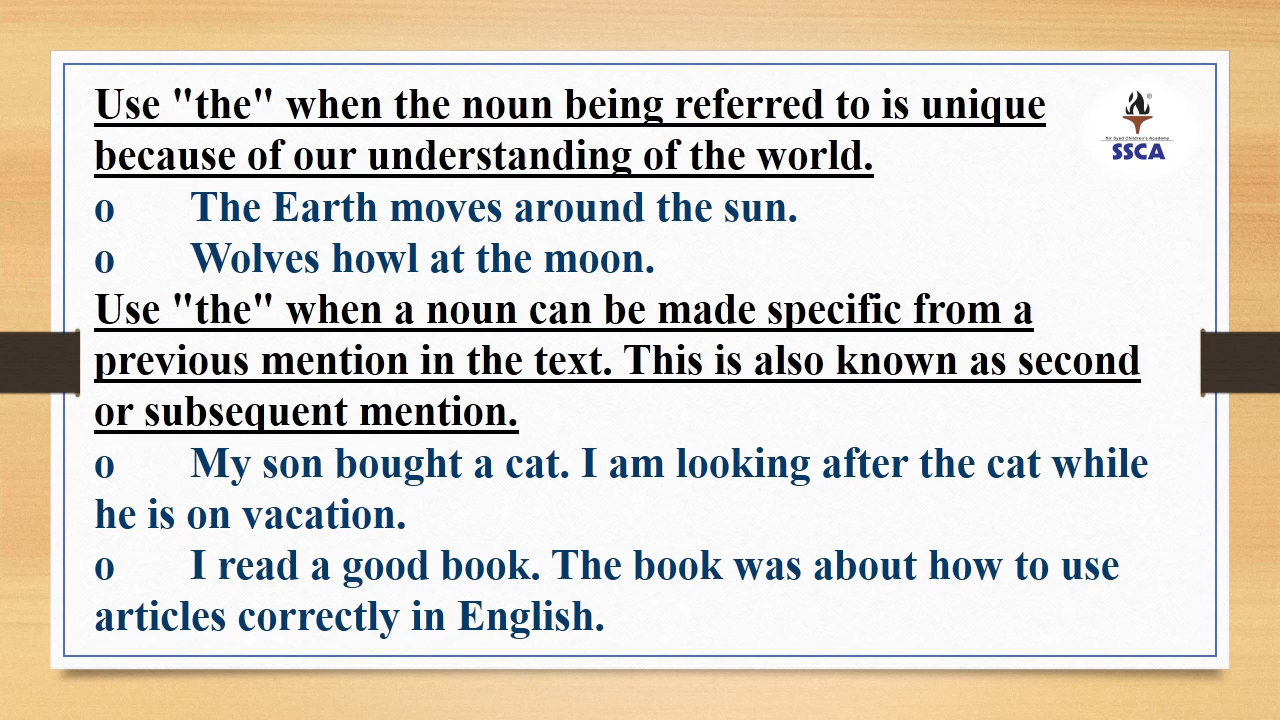 Use "the" when the noun being referred to is unique
because of our understanding of the world.
o The Earth moves around the sun.
o Wolves howl at the moon.
Use "the" when a noun can be made specific from a
previous mention in the text. This is also known as second
or subsequent mention.
o My son bought a cat. I am looking after the cat while
he is on vacation.
o I read a good book. The book was about how to use
articles correctly in English.
®
Sir Syed Children's Academy
SSCA